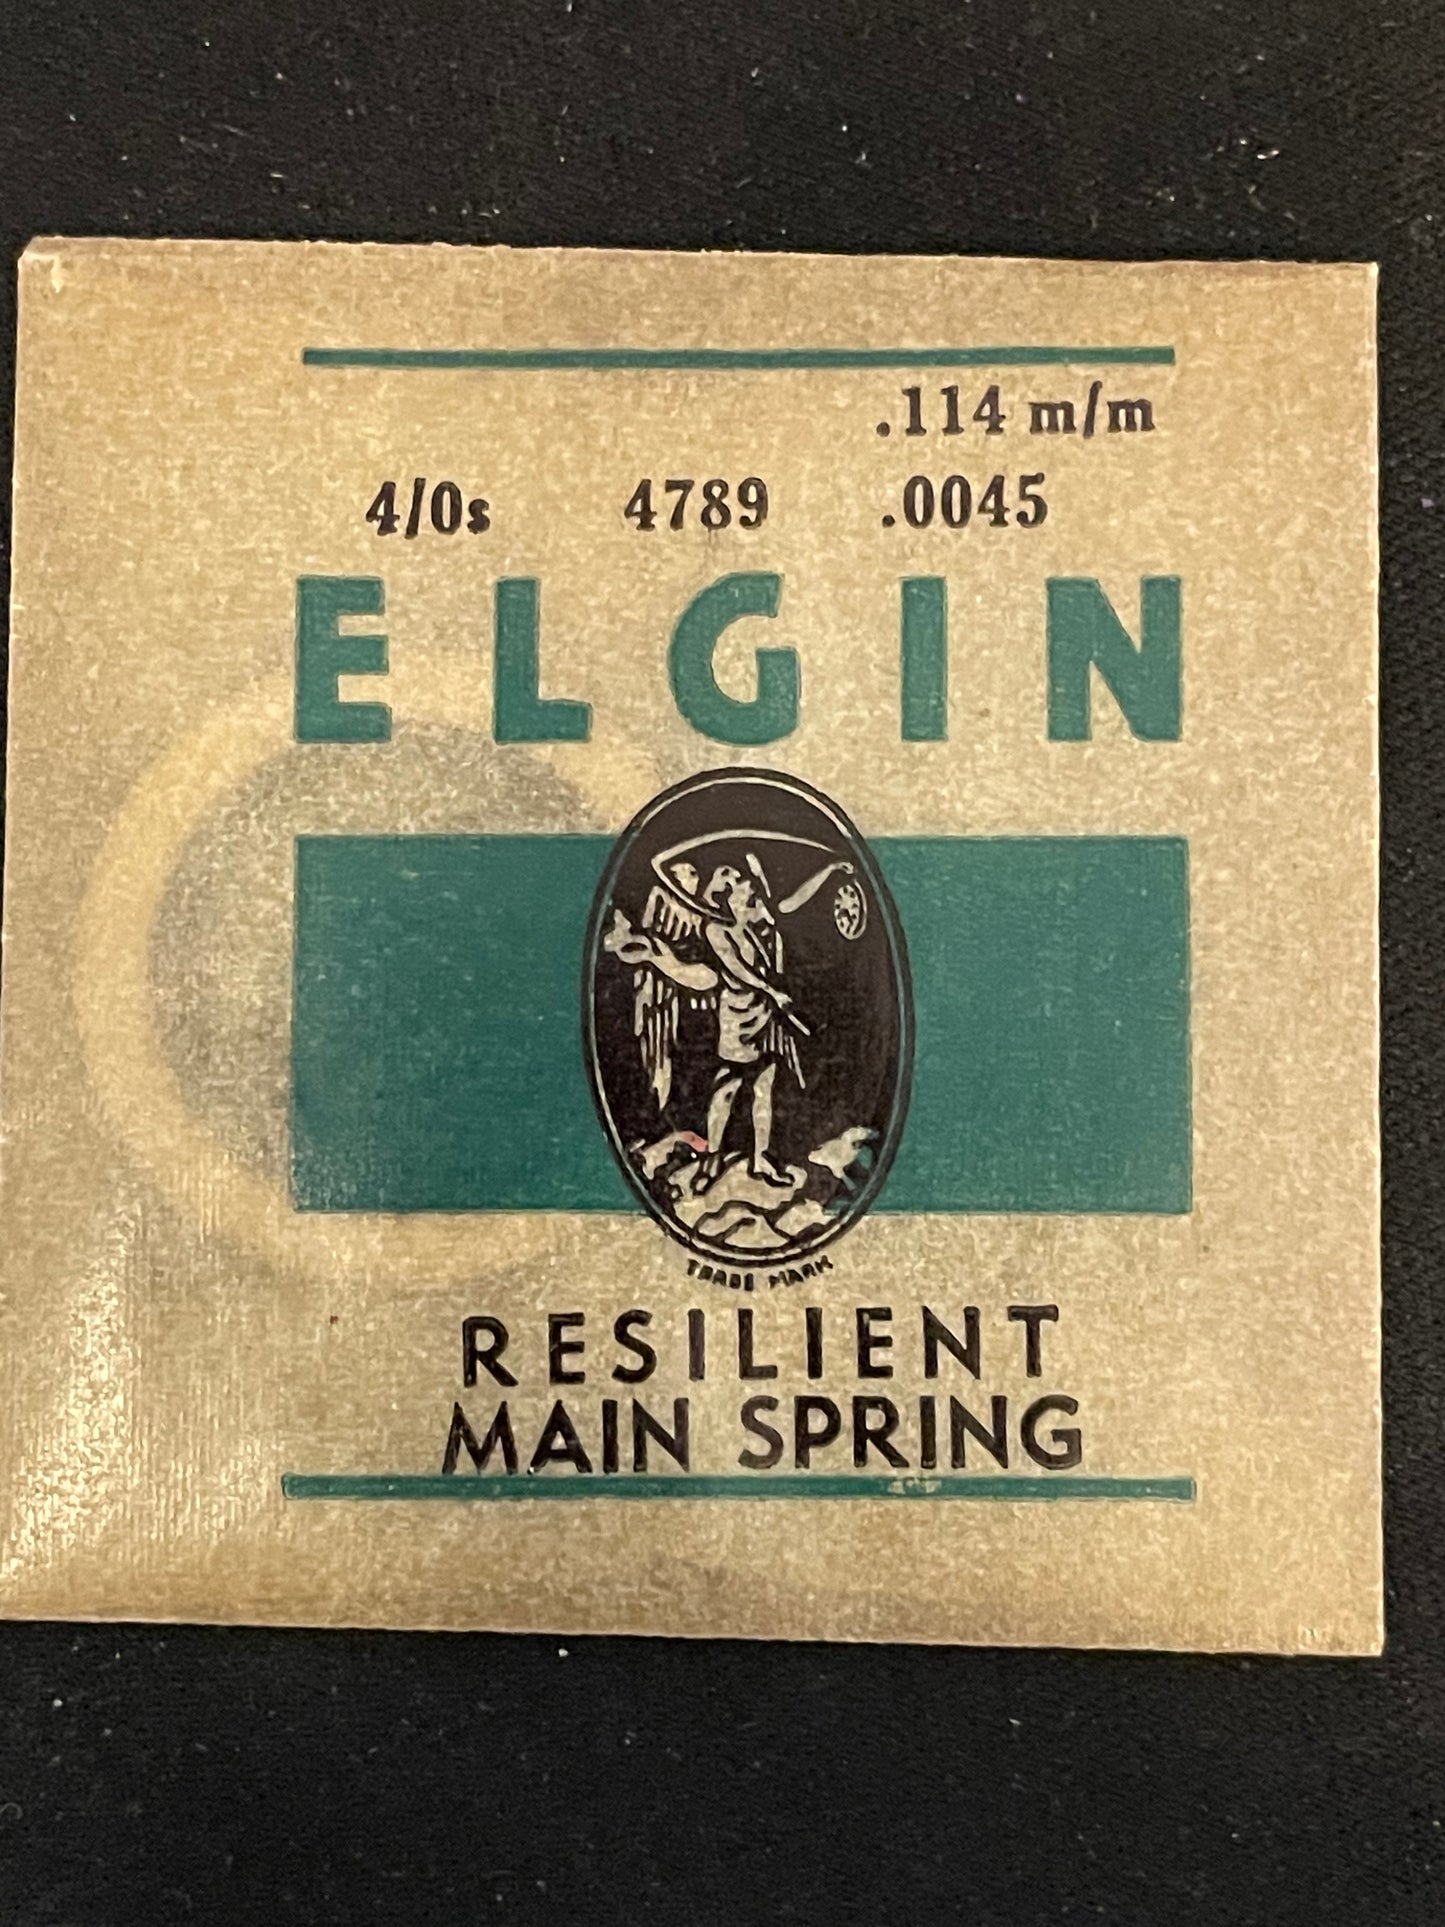 .114 m/m
4/0s 4789 .0045
ELGIN
TRADE MARK
RESILIENT
MAIN SPRING